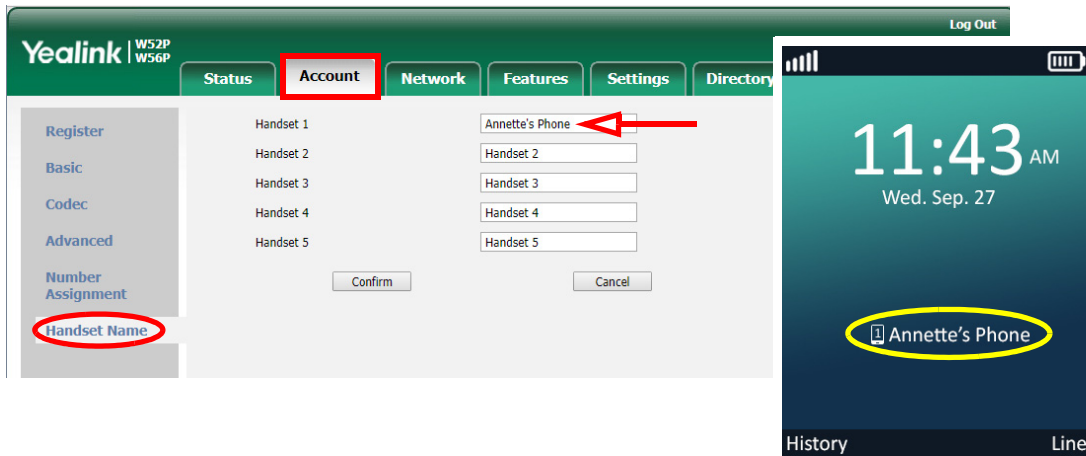 Log Out
Yealink | W52P
W56P
Status Account Network Features Settings Directory
Register
Basic
Codec
Advanced
Number
Assignment
Handset Name
Handset 1 Annette's Phone
Handset 2 Handset 2
Handset 3 Handset 3
Handset 4 Handset 4
Handset 5 Handset 5
Confirm Cancel
11:43 AM
Wed. Sep. 27
1 Annette's Phone
History Line